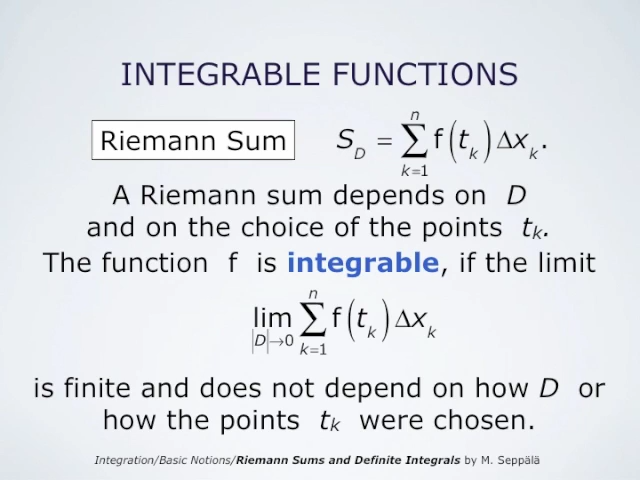 INTEGRABLE FUNCTIONS
Riemann Sum S_D = ∑_{k=1}^{n} f(t_k) Δx_k.
A Riemann sum depends on D
and on the choice of the points t_k.
The function f is integrable, if the limit
lim_{|D|→0} ∑_{k=1}^{n} f(t_k) Δx_k
is finite and does not depend on how D or
how the points t_k were chosen.
Integration/Basic Notions/Riemann Sums and Definite Integrals by M. Seppälä